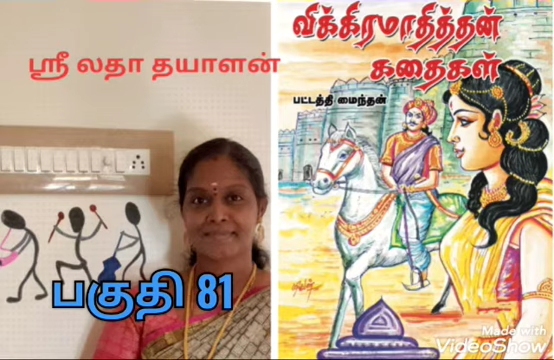 ஸ்ரீ லதா தயாளன்
பகுதி 81
விக்கிரமாதித்தன்
கதைகள்
பட்டத்தி மைந்தன்
Made with
VideoShow